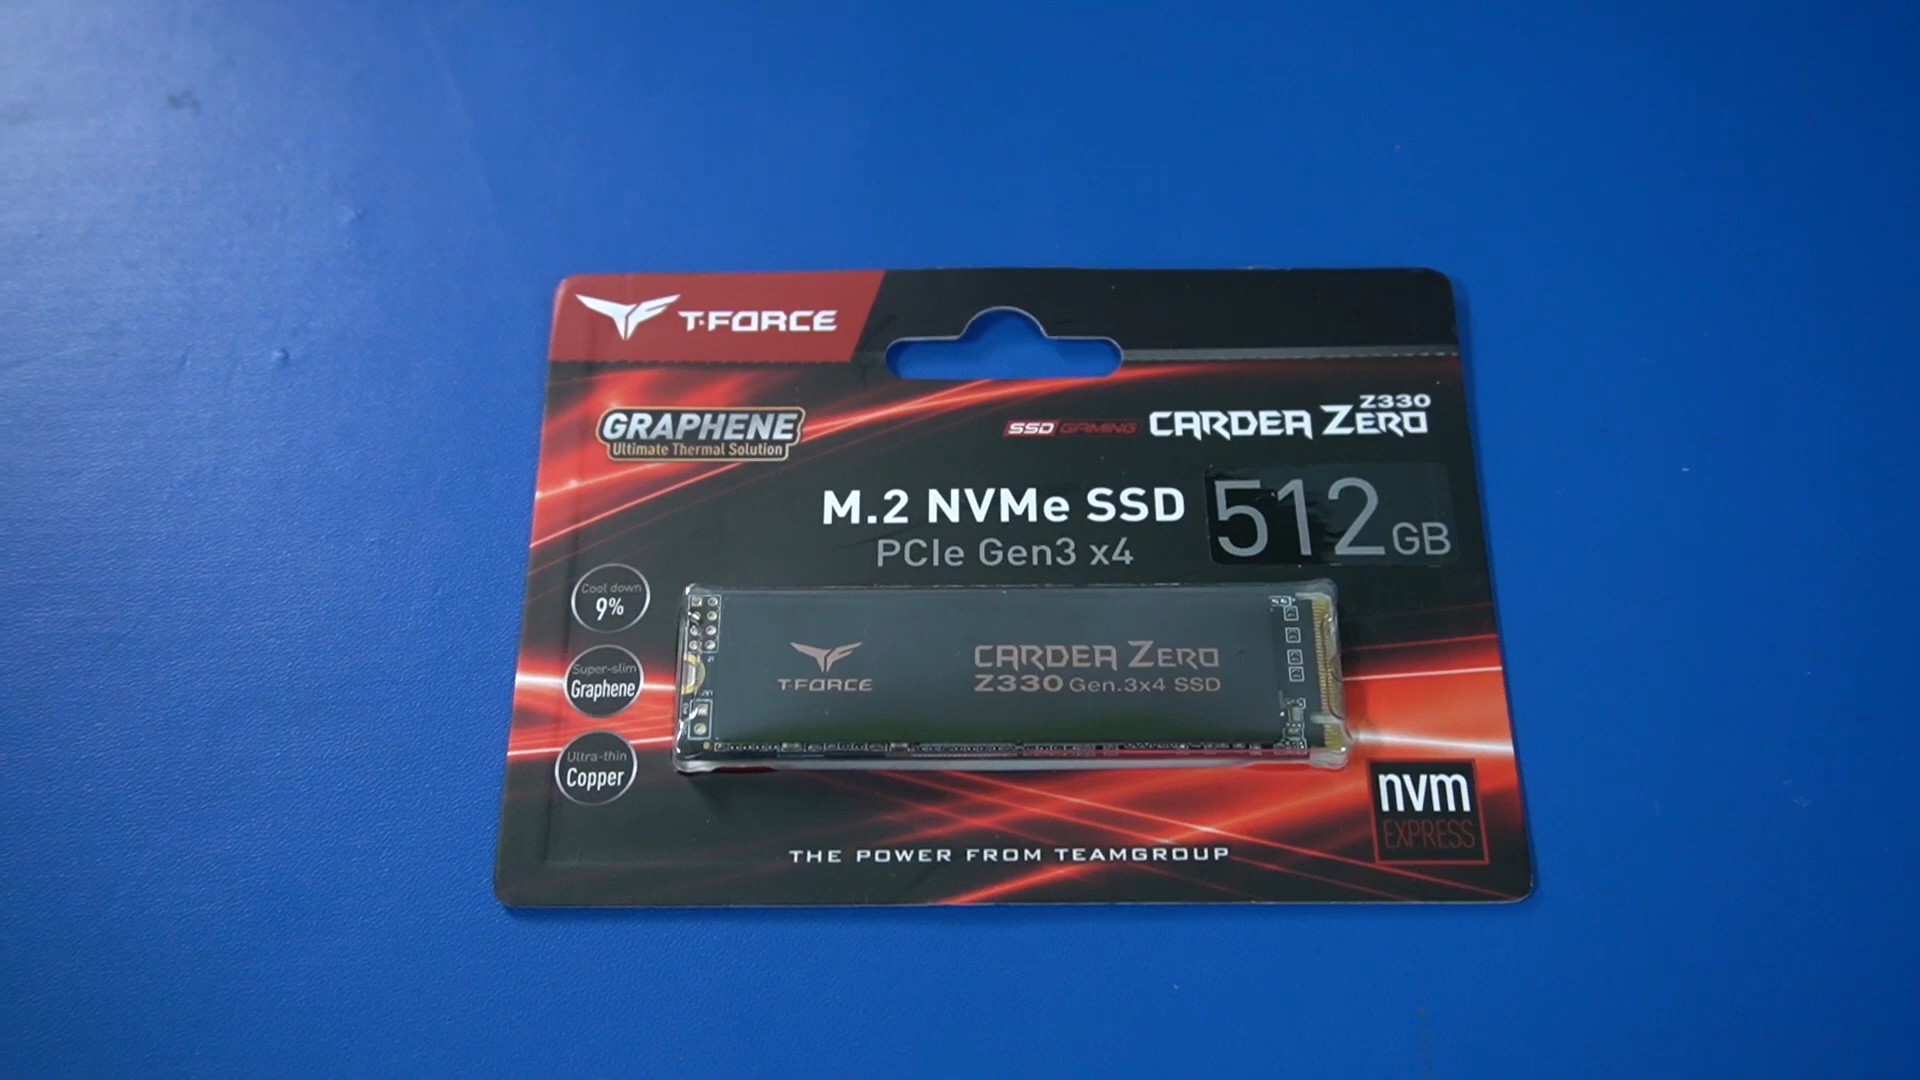 T-FORCE
GRAPHENE
Ultimate Thermal Solution
SSD GAMING CARDEA ZERO Z330
M.2 NVMe SSD
PCIe Gen3 x4
512GB
Cool down
9%
Super-slim
Graphene
Ultra-thin
Copper
T-FORCE
CARDEA ZERO
Z330 Gen.3x4 SSD
nvm
EXPRESS
THE POWER FROM TEAMGROUP